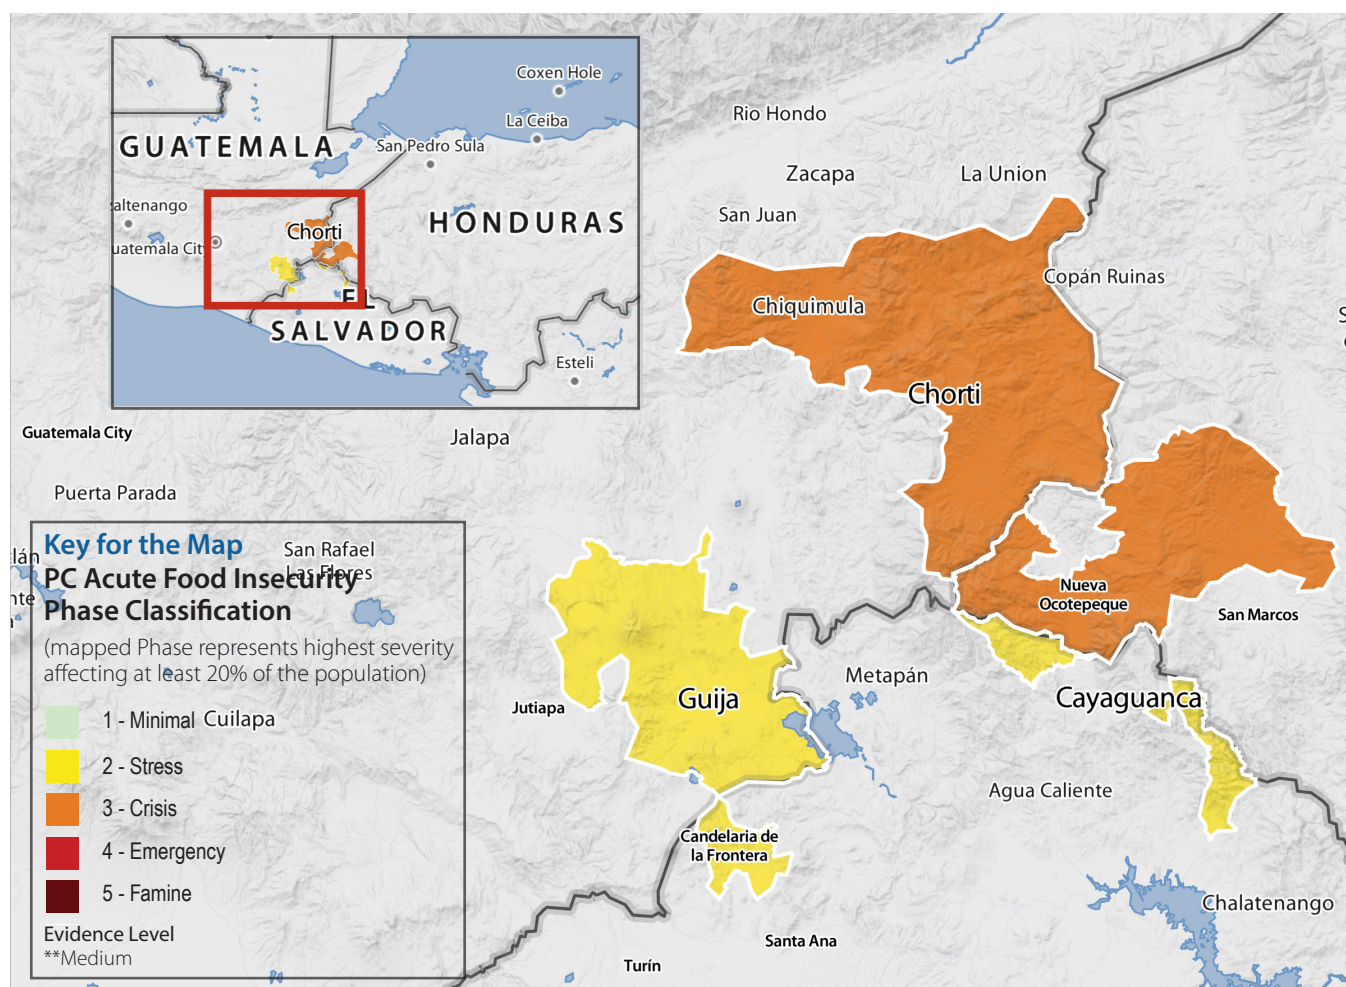 Coxen Hole
La Ceiba
GUATEMALA
San Pedro Sula
altenango
HONDURAS
Chorti
uatemala City
EL
SALVADOR
Esteli
Rio Hondo
Zacapa
La Union
San Juan
Copán Ruinas
Chiquimula
S
Chorti
Guatemala City
Jalapa
Puerta Parada
Key for the Map
San Rafael
Las Flores
PC Acute Food Insecurity
Phase Classification
(mapped Phase represents highest severity
affecting at least 20% of the population)
1 - Minimal
Cuilapa
2 - Stress
3 - Crisis
4 - Emergency
5 - Famine
Evidence Level
**Medium
lán
nte
a
Nueva
Ocotepeque
San Marcos
Metapán
Jutiapa
Guija
Cayaguanca
Agua Caliente
Candelaria de
la Frontera
Chalatenango
Santa Ana
Turín